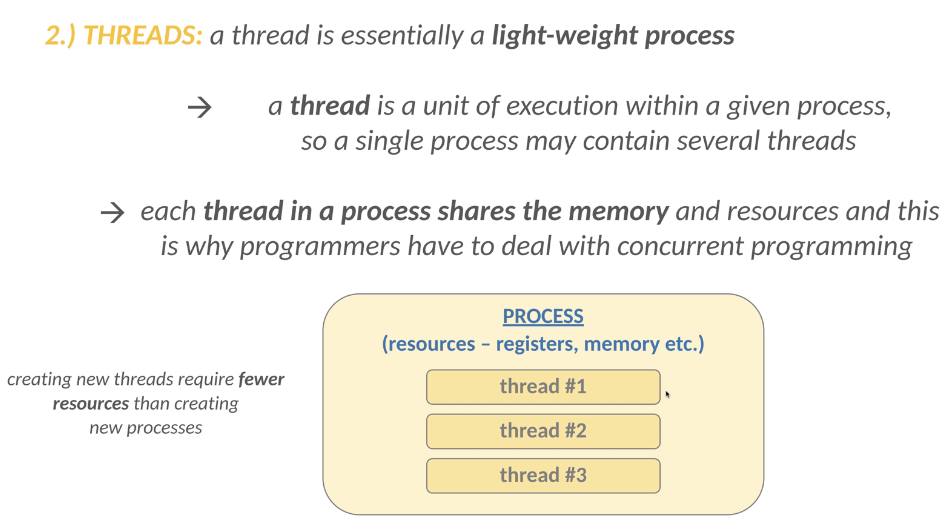 2.) THREADS: a thread is essentially a light-weight process
→ a thread is a unit of execution within a given process,
so a single process may contain several threads
→ each thread in a process shares the memory and resources and this
is why programmers have to deal with concurrent programming
PROCESS
(resources – registers, memory etc.)
thread #1
thread #2
thread #3
creating new threads require fewer
resources than creating
new processes